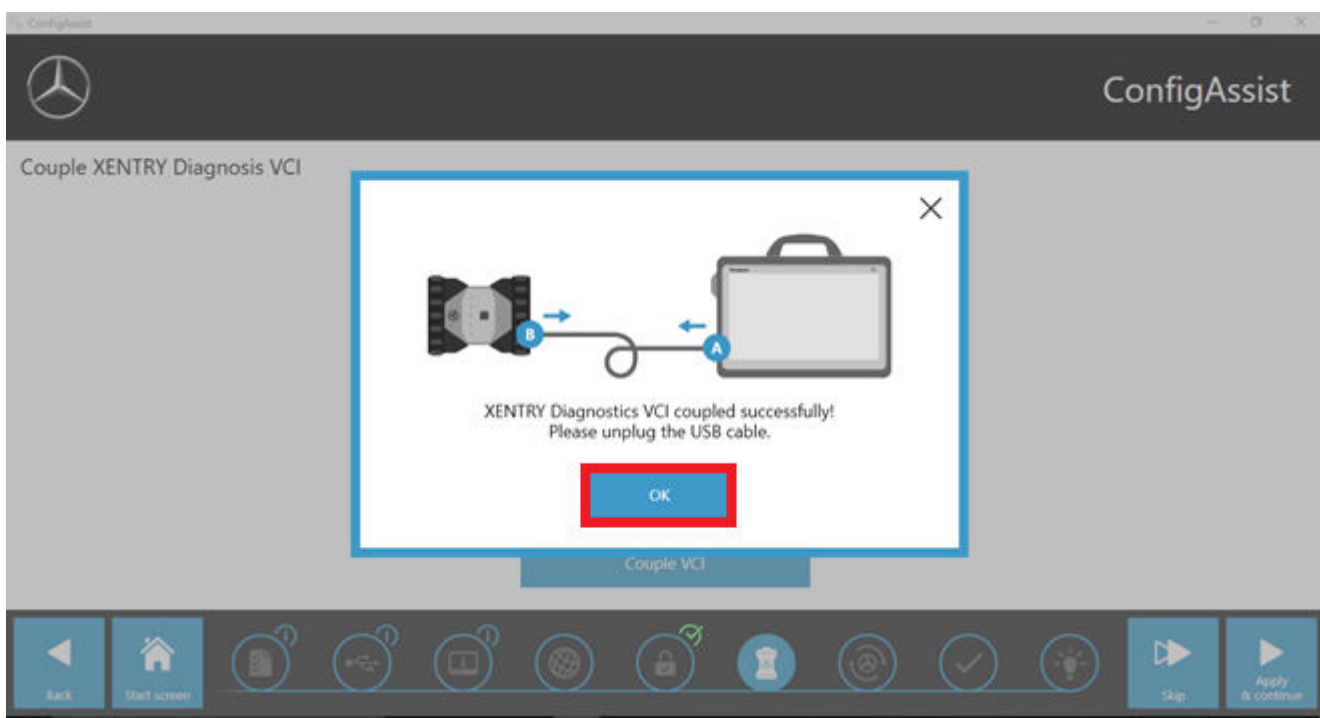 ConfigAssist
ConfigAssist
Couple XENTRY Diagnosis VCI
B
A
XENTRY Diagnostics VCI coupled successfully!
Please unplug the USB cable.
OK
Couple VCI
Back
Start screen
Skip
Apply
& continue